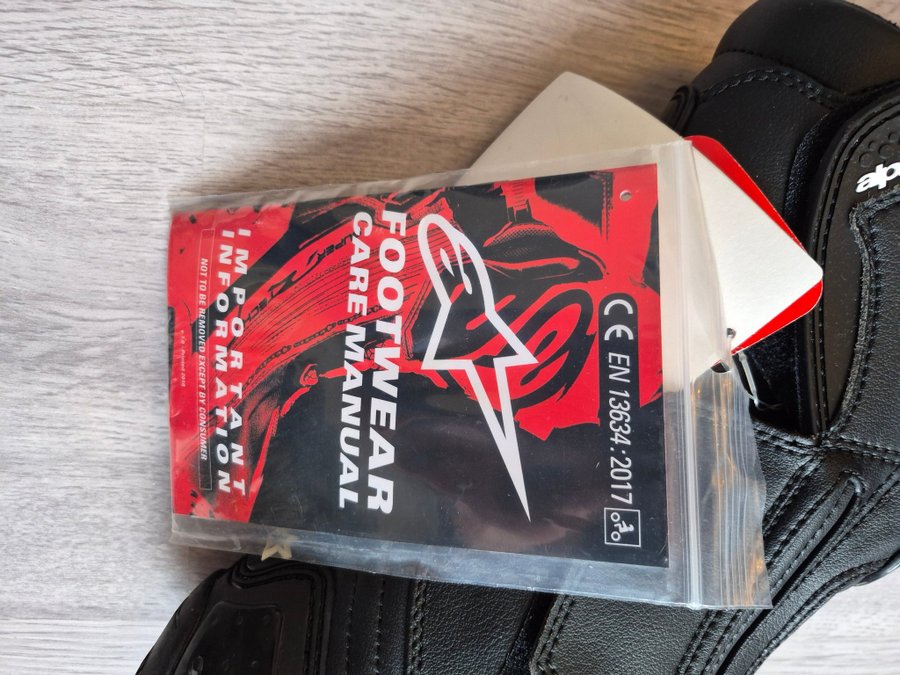 CE EN 13634:2017
FOOTWEAR
CARE MANUAL
IMPORTANT
INFORMATION
NOT TO BE REMOVED EXCEPT BY CONSUMER